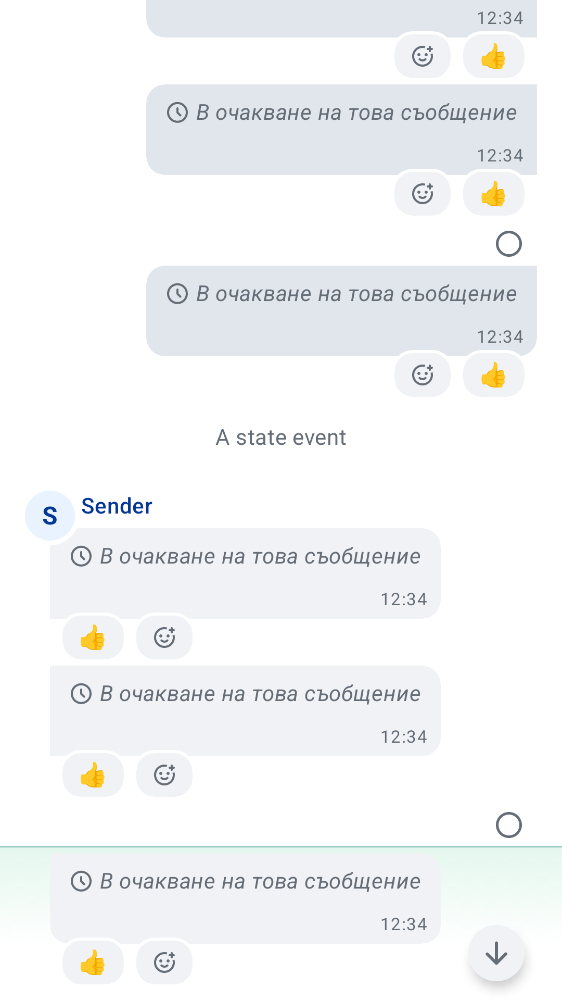 12:34
В очакване на това съобщение
12:34
В очакване на това съобщение
12:34
A state event
S
Sender
В очакване на това съобщение
12:34
В очакване на това съобщение
12:34
В очакване на това съобщение
12:34